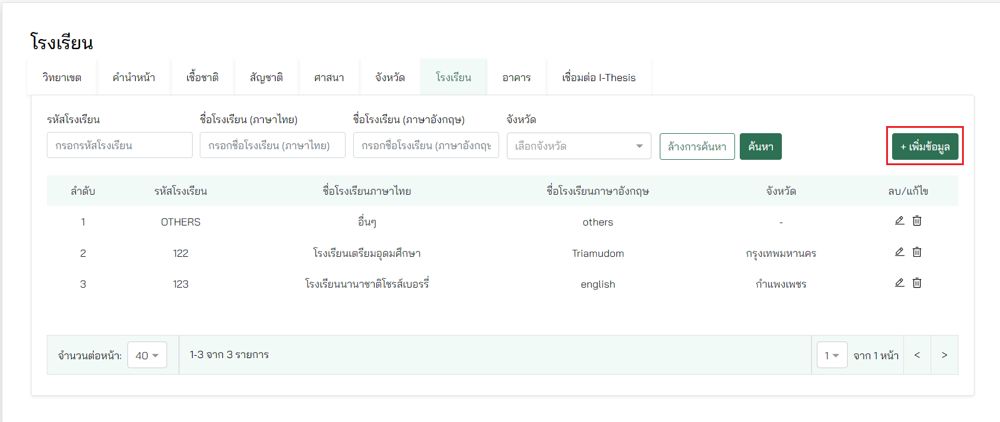 โรงเรียน
วิทยาเขต คำนำหน้า เชื้อชาติ สัญชาติ ศาสนา จังหวัด โรงเรียน อาคาร เชื่อมต่อ I-Thesis
รหัสโรงเรียน ชื่อโรงเรียน (ภาษาไทย) ชื่อโรงเรียน (ภาษาอังกฤษ) จังหวัด
กรอกรหัสโรงเรียน กรอกชื่อโรงเรียน (ภาษาไทย) กรอกชื่อโรงเรียน (ภาษาอังกฤษ เลือกจังหวัด ล้างการค้นหา ค้นหา + เพิ่มข้อมูล
ลำดับ รหัสโรงเรียน ชื่อโรงเรียนภาษาไทย ชื่อโรงเรียนภาษาอังกฤษ จังหวัด ลบ/แก้ไข
1 OTHERS อื่นๆ others -
2 122 โรงเรียนเตรียมอุดมศึกษา Triamudom กรุงเทพมหานคร
3 123 โรงเรียนนานาชาติโชรส์เบอรรี่ english กำแพงเพชร
จำนวนต่อหน้า: 40 1-3 จาก 3 รายการ 1 จาก 1 หน้า < >